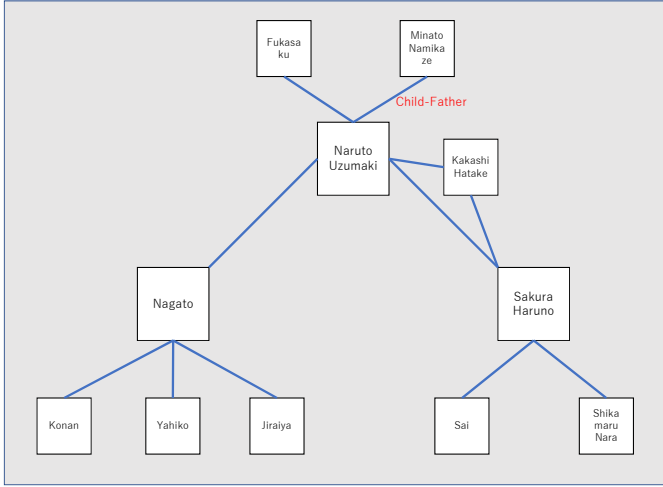 Fukasa
ku
Minato
Namika
ze
Child-Father
Naruto
Uzumaki
Kakashi
Hatake
Nagato
Sakura
Haruno
Konan
Yahiko
Jiraiya
Sai
Shika
maru
Nara